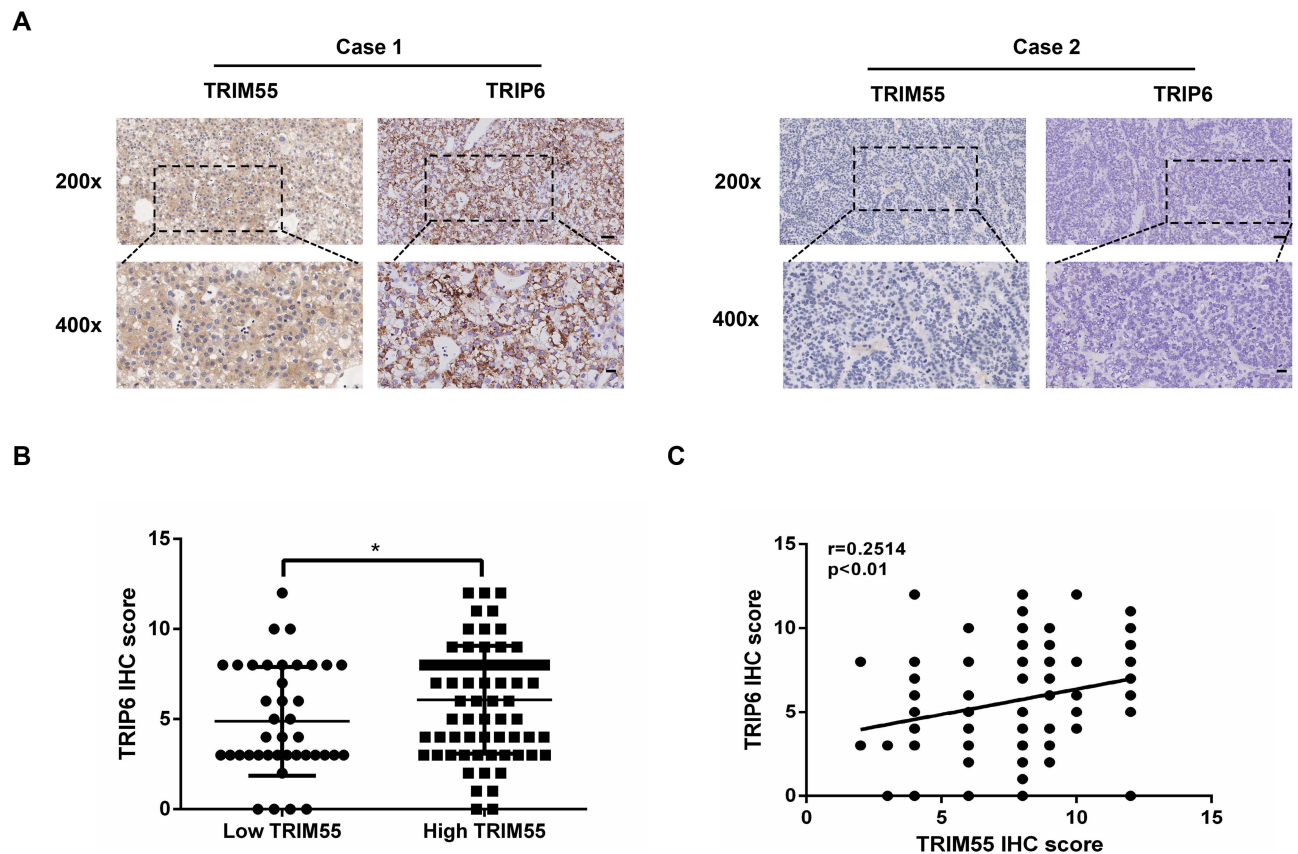 A
Case 1
Case 2
TRIM55
TRIP6
TRIM55
TRIP6
200x
200x
400x
400x
B
C
15
10
5
0
TRIP6 IHC score
*
Low TRIM55
High TRIM55
r=0.2514
p<0.01
15
10
5
0
TRIP6 IHC score
0
5
10
15
TRIM55 IHC score